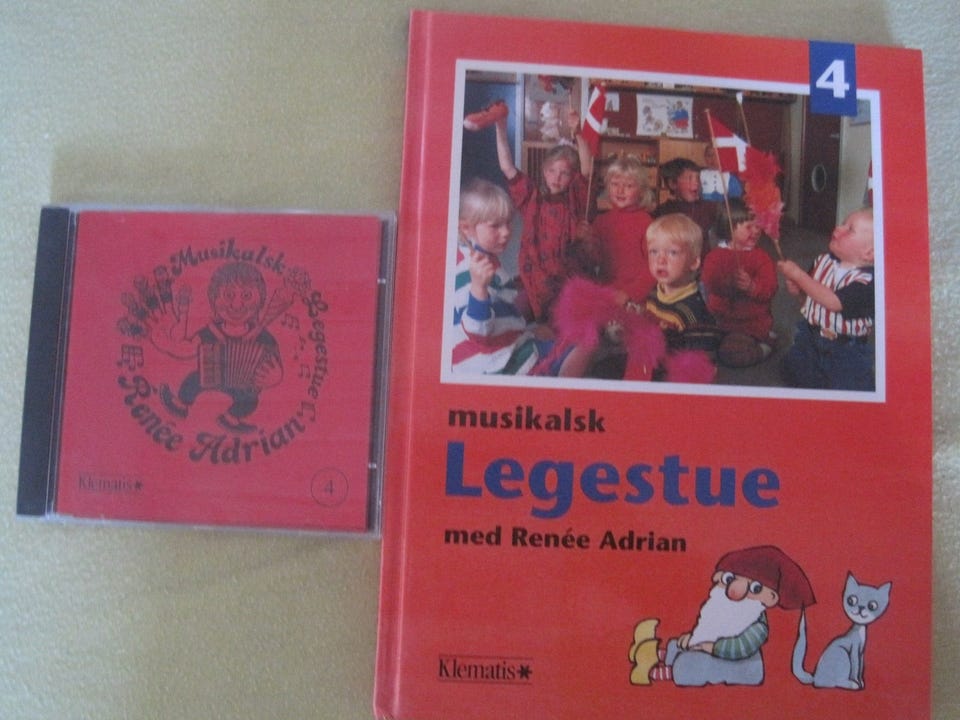 Musikalsk Legestue m.
Renée Adrian
Klematis*
4
4
musikalsk
Legestue
med Renée Adrian
Klematis*